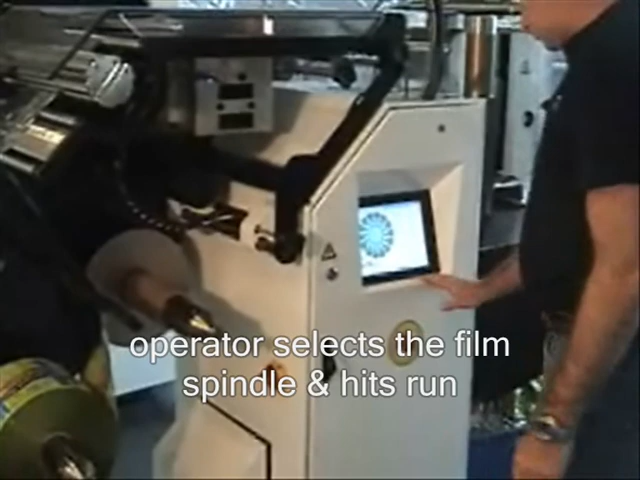 operator selects the film
spindle & hits run